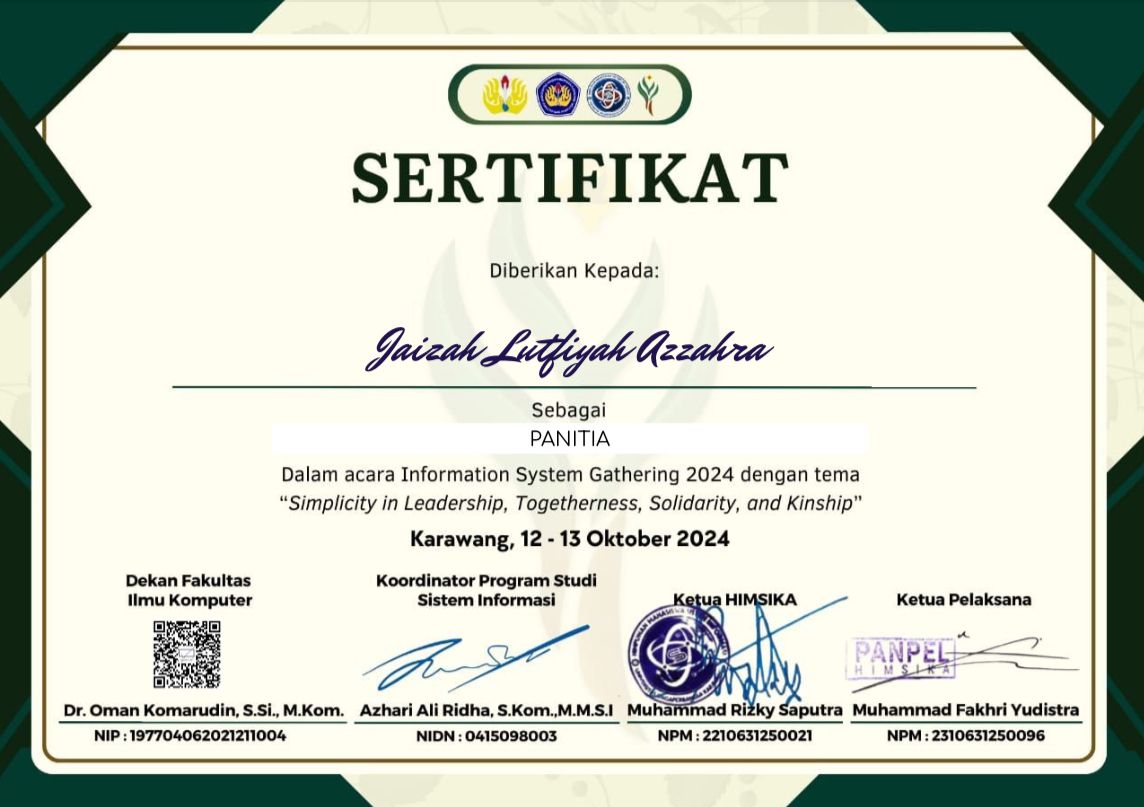 SERTIFIKAT
Diberikan Kepada:
Jaizah Lutfiyah Azzahra
Sebagai
PANITIA
Dalam acara Information System Gathering 2024 dengan tema
“Simplicity in Leadership, Togetherness, Solidarity, and Kinship”
Karawang, 12 - 13 Oktober 2024
Dekan Fakultas
Ilmu Komputer
Koordinator Program Studi
Sistem Informasi
Ketua HIMSIKA
Ketua Pelaksana
PANPEL
HIMSIKA
Dr. Oman Komarudin, S.Si., M.Kom.
Azhari Ali Ridha, S.Kom.,M.M.S.I
Muhammad Rizky Saputra
Muhammad Fakhri Yudistra
NIP : 197704062021211004
NIDN : 0415098003
NPM : 2210631250021
NPM : 2310631250096